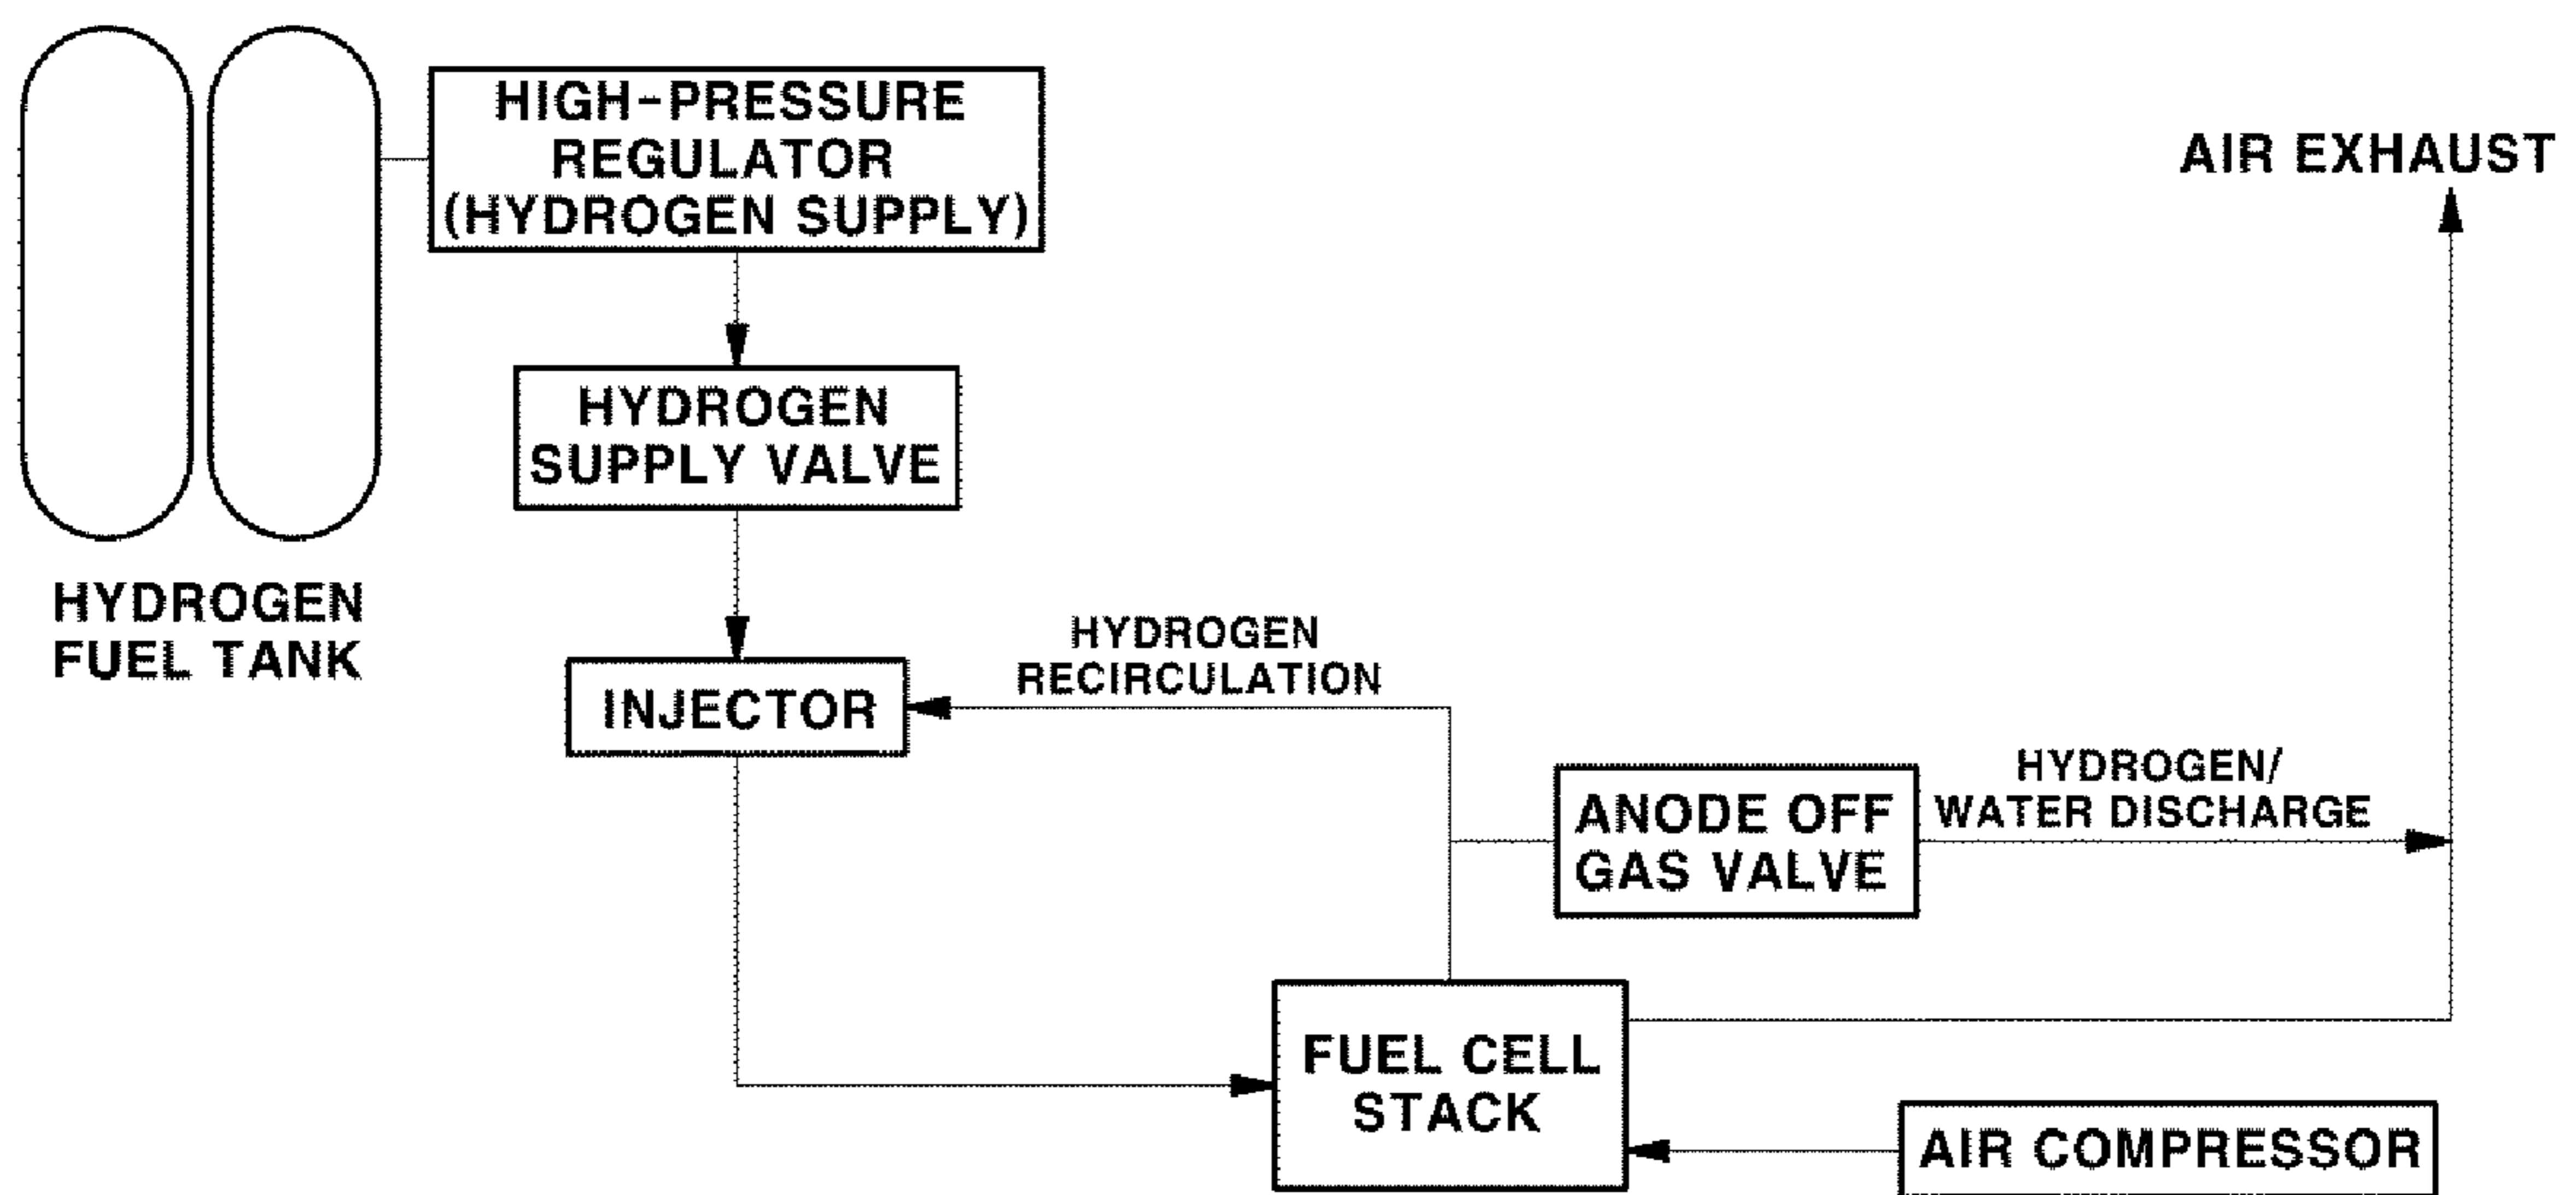 HIGH-PRESSURE
REGULATOR
(HYDROGEN SUPPLY)
AIR EXHAUST
HYDROGEN
SUPPLY VALVE
HYDROGEN
FUEL TANK
HYDROGEN
RECIRCULATION
INJECTOR
ANODE OFF
GAS VALVE
HYDROGEN/
WATER DISCHARGE
FUEL CELL
STACK
AIR COMPRESSOR